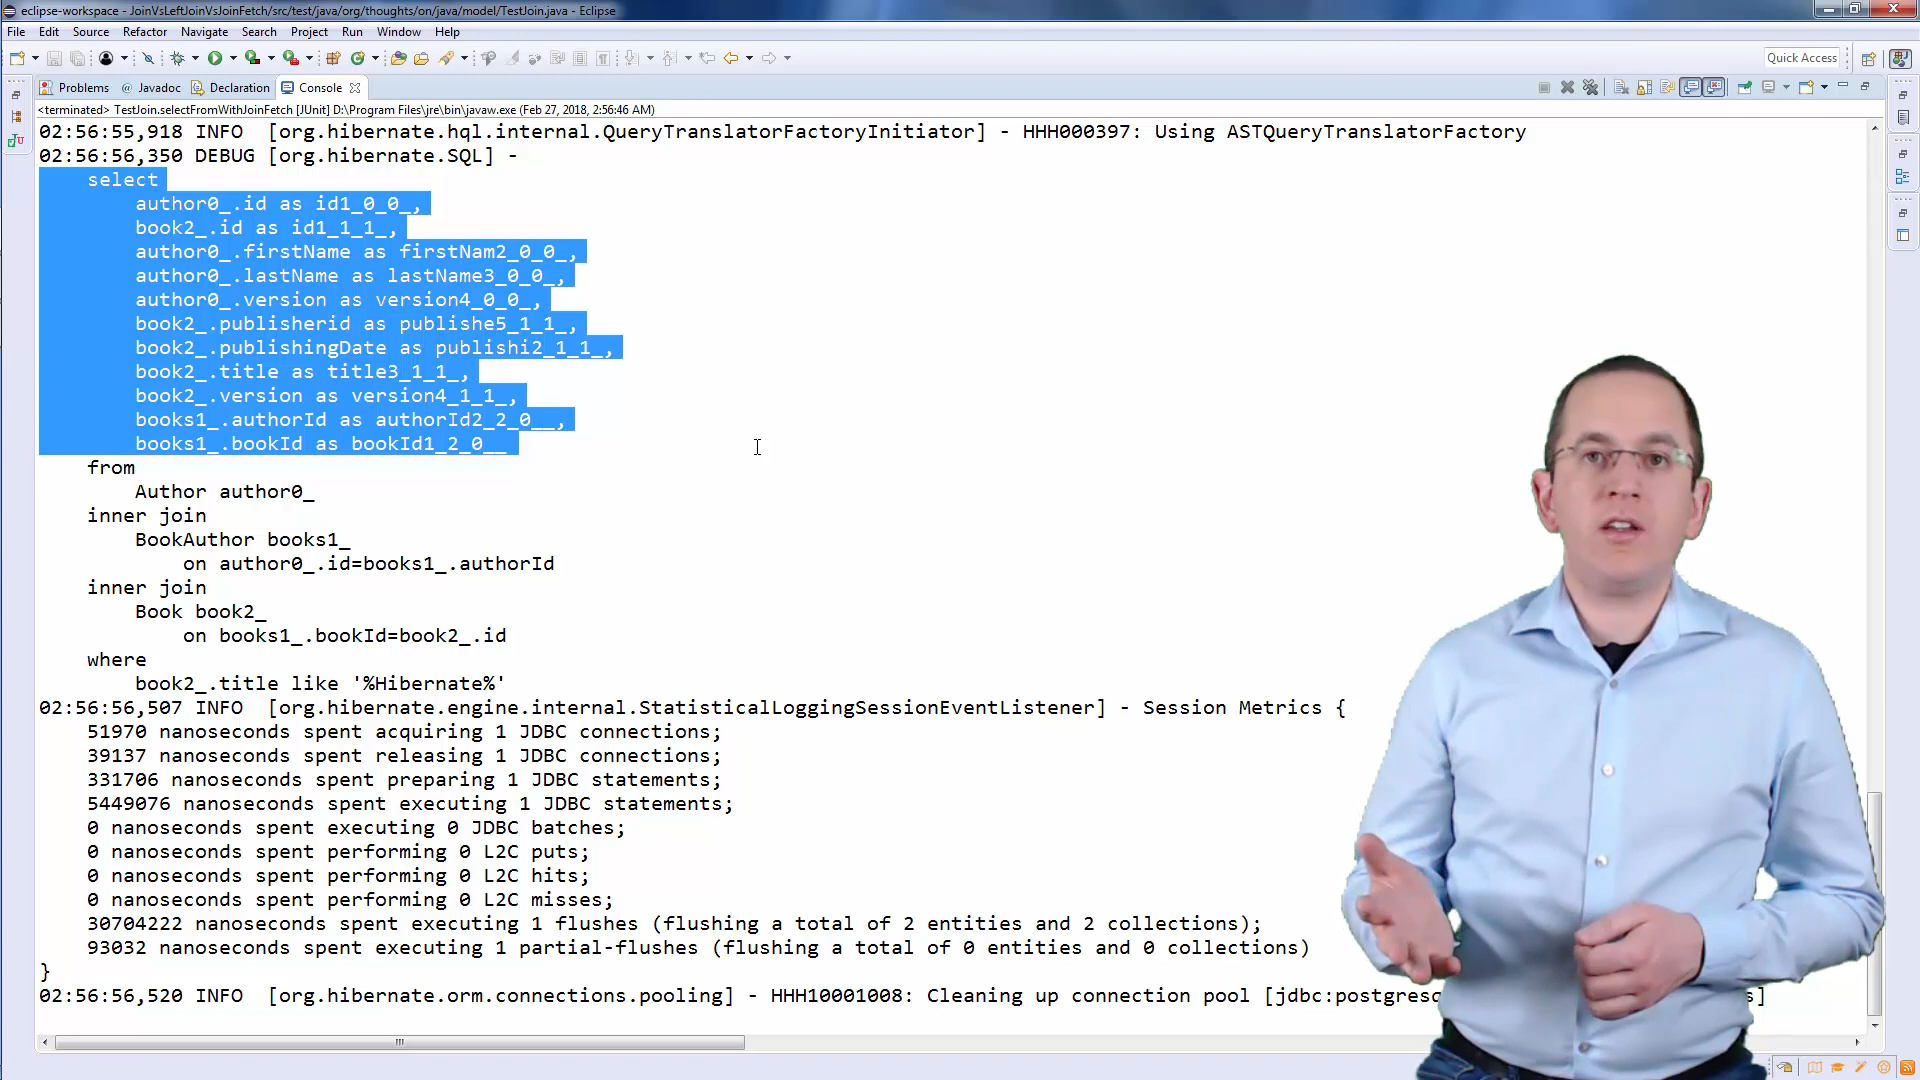 eclipse-workspace - JoinVsLeftJoinVsJoinFetch/src/test/java/org/thoughts/on/java/model/TestJoin.java - Eclipse
File Edit Source Refactor Navigate Search Project Run Window Help
Quick Access
Problems @ Javadoc Declaration Console
<terminated> TestJoin.selectFromWithJoinFetch [JUnit] D:\Program Files\jre\bin\javaw.exe (Feb 27, 2018, 2:56:46 AM)
02:56:55,918 INFO [org.hibernate.hql.internal.QueryTranslatorFactoryInitiator] - HHH000397: Using ASTQueryTranslatorFactory
02:56:56,350 DEBUG [org.hibernate.SQL] -
select
author0_.id as id1_0_0_,
book2_.id as id1_1_1_,
author0_.firstName as firstNam2_0_0_,
author0_.lastName as lastName3_0_0_,
author0_.version as version4_0_0_,
book2_.publisherid as publishe5_1_1_,
book2_.publishingDate as publishi2_1_1_,
book2_.title as title3_1_1_,
book2_.version as version4_1_1_,
books1_.authorId as authorId2_2_0__,
books1_.bookId as bookId1_2_0__
from
Author author0_
inner join
BookAuthor books1_
on author0_.id=books1_.authorId
inner join
Book book2_
on books1_.bookId=book2_.id
where
book2_.title like '%Hibernate%'
02:56:56,507 INFO [org.hibernate.engine.internal.StatisticalLoggingSessionEventListener] - Session Metrics {
51970 nanoseconds spent acquiring 1 JDBC connections;
39137 nanoseconds spent releasing 1 JDBC connections;
331706 nanoseconds spent preparing 1 JDBC statements;
5449076 nanoseconds spent executing 1 JDBC statements;
0 nanoseconds spent executing 0 JDBC batches;
0 nanoseconds spent performing 0 L2C puts;
0 nanoseconds spent performing 0 L2C hits;
0 nanoseconds spent performing 0 L2C misses;
30704222 nanoseconds spent executing 1 flushes (flushing a total of 2 entities and 2 collections);
93032 nanoseconds spent executing 1 partial-flushes (flushing a total of 0 entities and 0 collections)
}
02:56:56,520 INFO [org.hibernate.orm.connections.pooling] - HHH10001008: Cleaning up connection pool [jdbc:postgresc s]